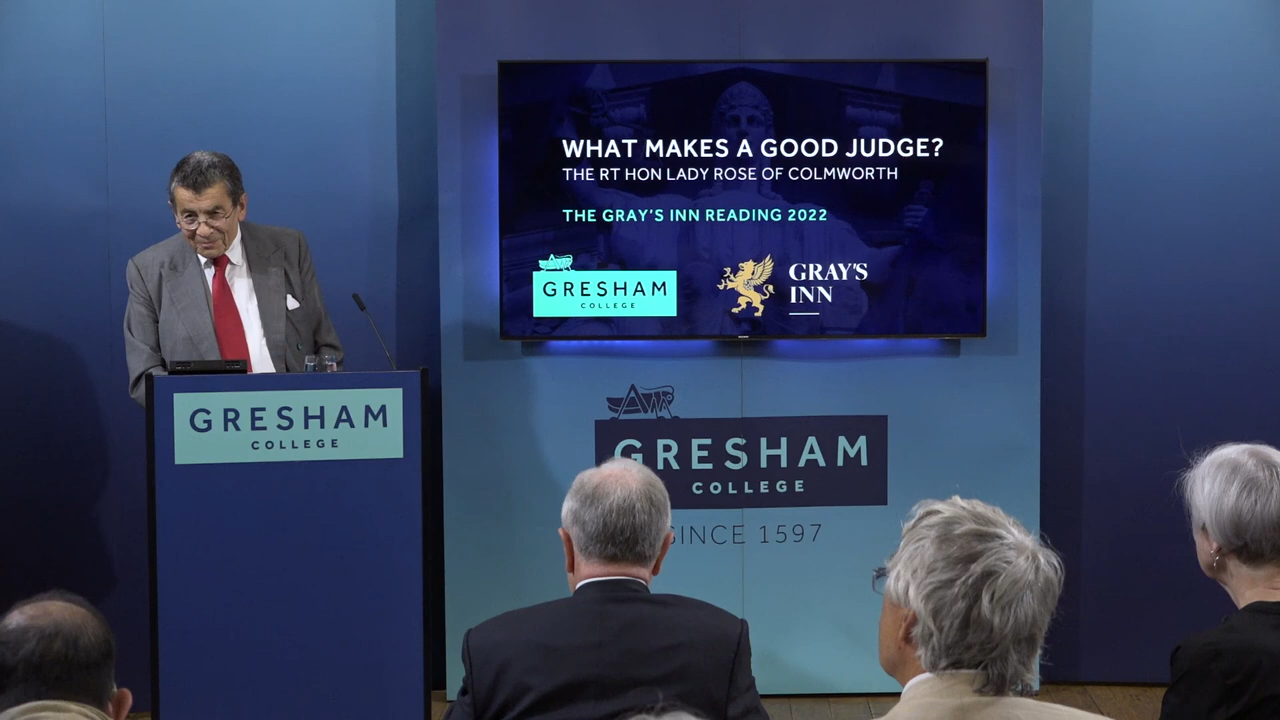 WHAT MAKES A GOOD JUDGE?
THE RT HON LADY ROSE OF COLMWORTH
THE GRAY'S INN READING 2022
GRESHAM
COLLEGE
GRAY'S
INN
GRESHAM
COLLEGE
GRESHAM
COLLEGE
SINCE 1597